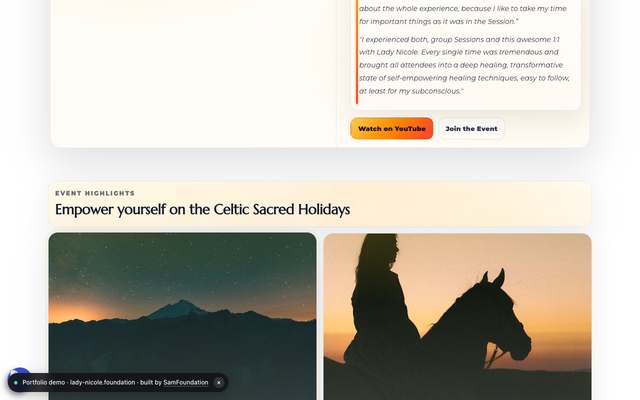 about the whole experience, because I like to take my time
for important things as it was in the Session."
"I experienced both, group Sessions and this awesome 1:1
with Lady Nicole. Every single time was tremendous and
brought all attendees into a deep healing, transformative
state of self-empowering healing techniques, easy to follow,
at least for my subconscious."
Watch on YouTube
Join the Event
EVENT HIGHLIGHTS
Empower yourself on the Celtic Sacred Holidays
Portfolio demo · lady-nicole.foundation · built by SamFoundation ×